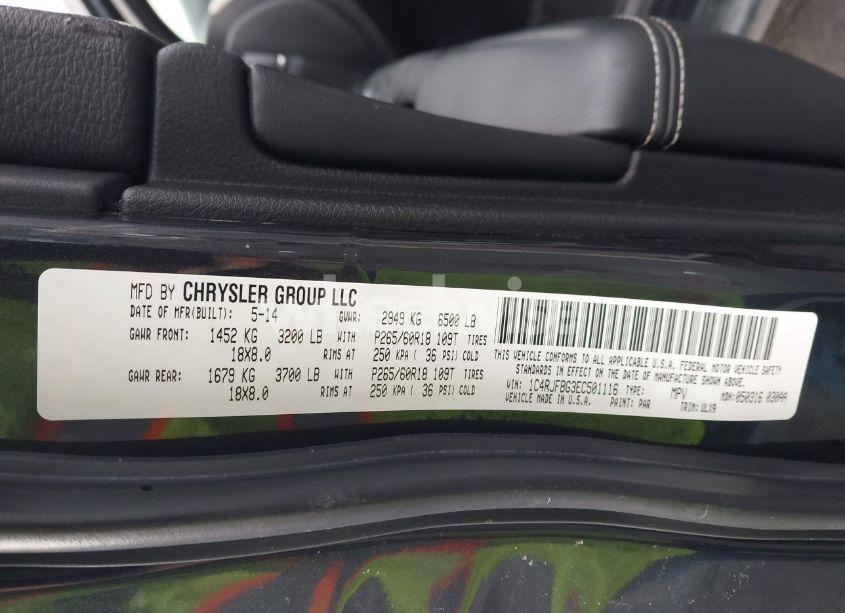 MFD BY CHRYSLER GROUP LLC
DATE OF MFR(BUILT): 5-14 GVWR: 2949 KG 6500 LB
GAWR FRONT: 1452 KG 3200 LB WITH P265/60R18 109T TIRES
18X8.0 RIMS AT 250 KPA ( 36 PSI) COLD
GAWR REAR: 1679 KG 3700 LB WITH P265/60R18 109T TIRES
18X8.0 RIMS AT 250 KPA ( 36 PSI) COLD
THIS VEHICLE CONFORMS TO ALL APPLICABLE U.S.A. FEDERAL MOTOR VEHICLE SAFETY
STANDARDS IN EFFECT ON THE DATE OF MANUFACTURE SHOWN ABOVE.
VIN: 1C4RJFBG3EC501116 TYPE: MPV MDH: 050316 030AA
VEHICLE MADE IN U.S.A. PAINT: PAR TRIM: VLX9